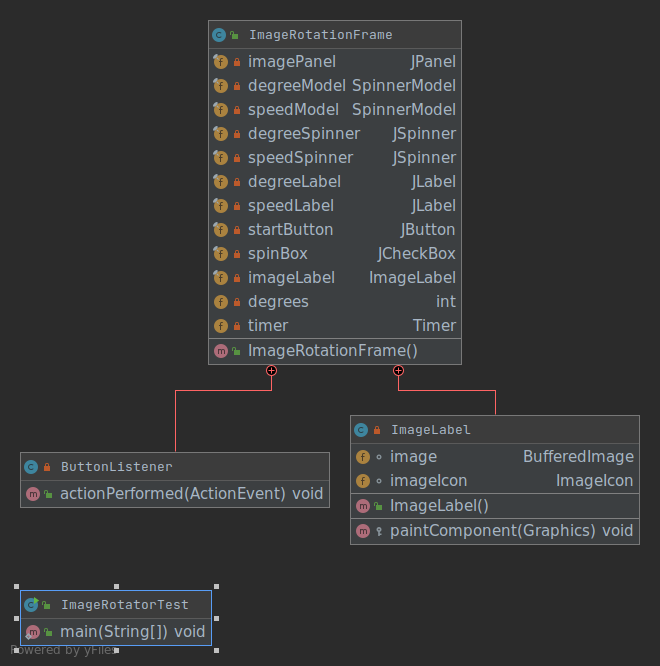 ImageRotationFrame
imagePanel JPanel
degreeModel SpinnerModel
speedModel SpinnerModel
degreeSpinner JSpinner
speedSpinner JSpinner
degreeLabel JLabel
speedLabel JLabel
startButton JButton
spinBox JCheckBox
imageLabel ImageLabel
degrees int
timer Timer
ImageRotationFrame()
ButtonListener
actionPerformed(ActionEvent) void
ImageLabel
image BufferedImage
imageIcon ImageIcon
ImageLabel()
paintComponent(Graphics) void
ImageRotatorTest
main(String[]) void
Powered by yFiles